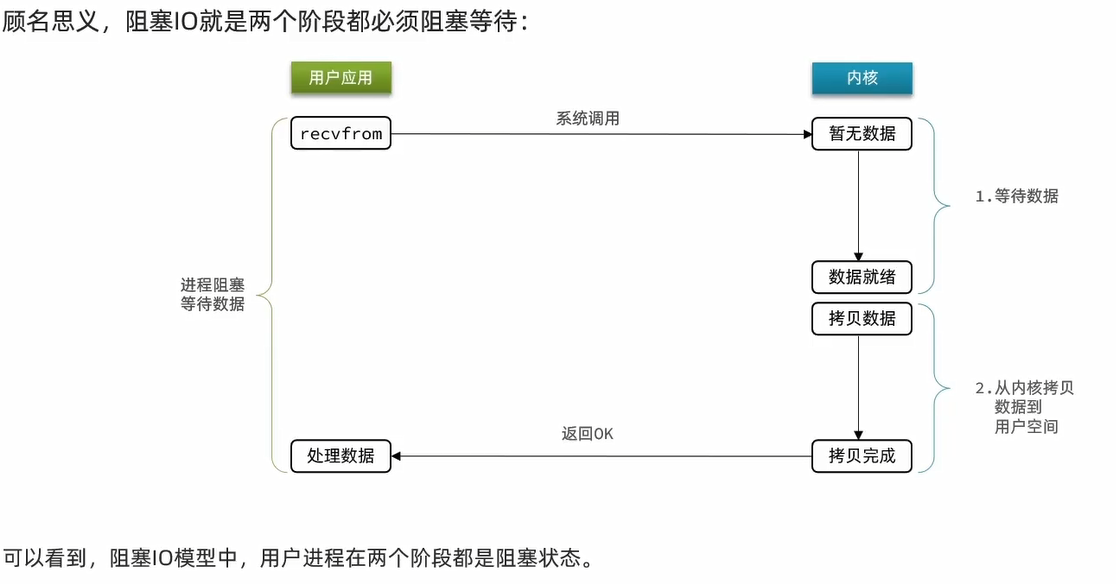 顾名思义，阻塞IO就是两个阶段都必须阻塞等待：
用户应用
内核
recvfrom
系统调用
暂无数据
1.等待数据
数据就绪
进程阻塞
等待数据
拷贝数据
2.从内核拷贝
数据到
用户空间
处理数据
返回OK
拷贝完成
可以看到，阻塞IO模型中，用户进程在两个阶段都是阻塞状态。